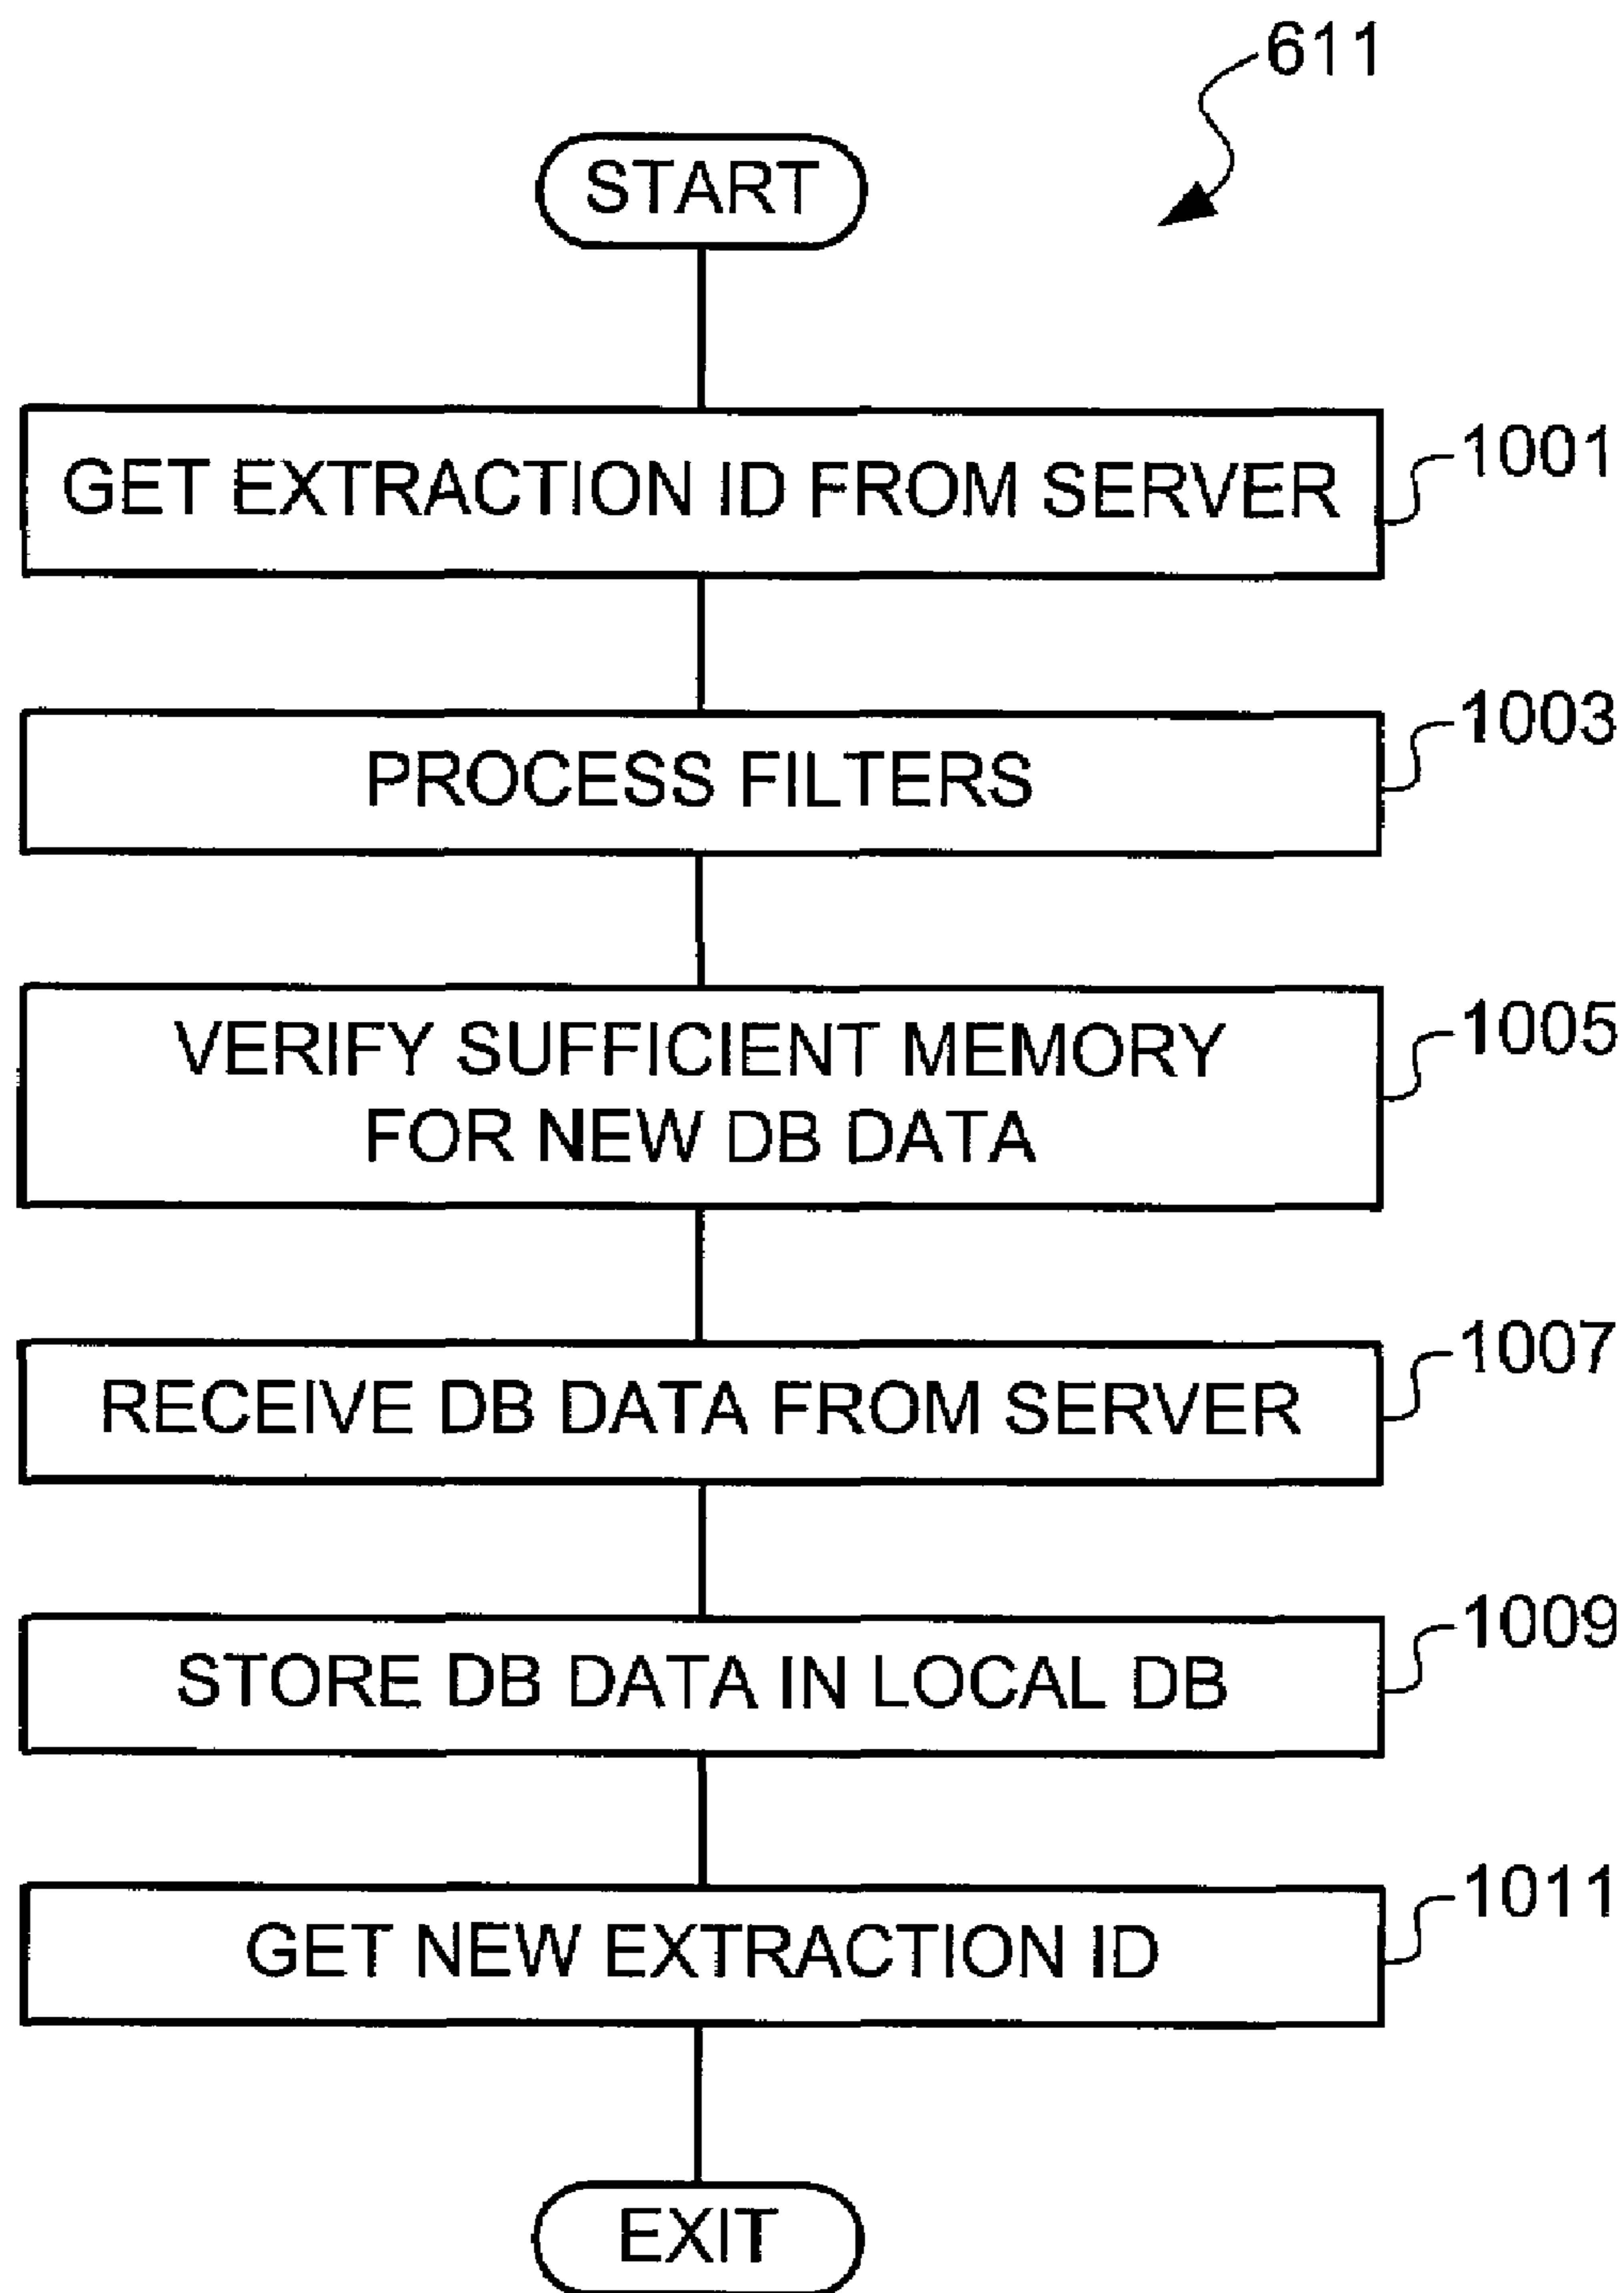 611
START
GET EXTRACTION ID FROM SERVER
1001
PROCESS FILTERS
1003
VERIFY SUFFICIENT MEMORY
FOR NEW DB DATA
1005
RECEIVE DB DATA FROM SERVER
1007
STORE DB DATA IN LOCAL DB
1009
GET NEW EXTRACTION ID
1011
EXIT